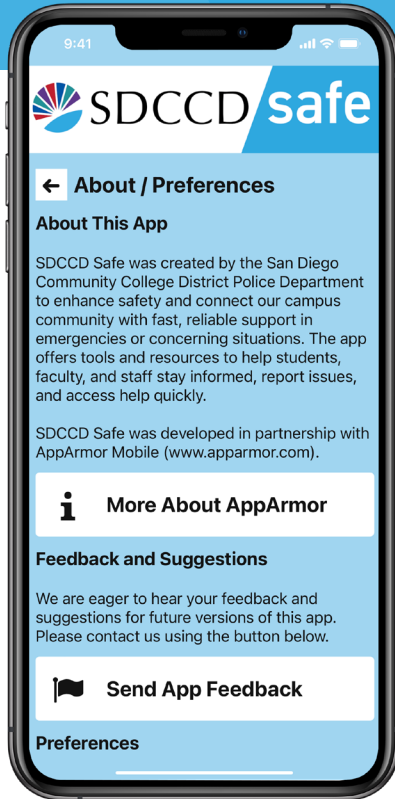 9:41
SDCCD safe
← About / Preferences
About This App
SDCCD Safe was created by the San Diego
Community College District Police Department
to enhance safety and connect our campus
community with fast, reliable support in
emergencies or concerning situations. The app
offers tools and resources to help students,
faculty, and staff stay informed, report issues,
and access help quickly.
SDCCD Safe was developed in partnership with
AppArmor Mobile (www.apparmor.com).
More About AppArmor
Feedback and Suggestions
We are eager to hear your feedback and
suggestions for future versions of this app.
Please contact us using the button below.
Send App Feedback
Preferences